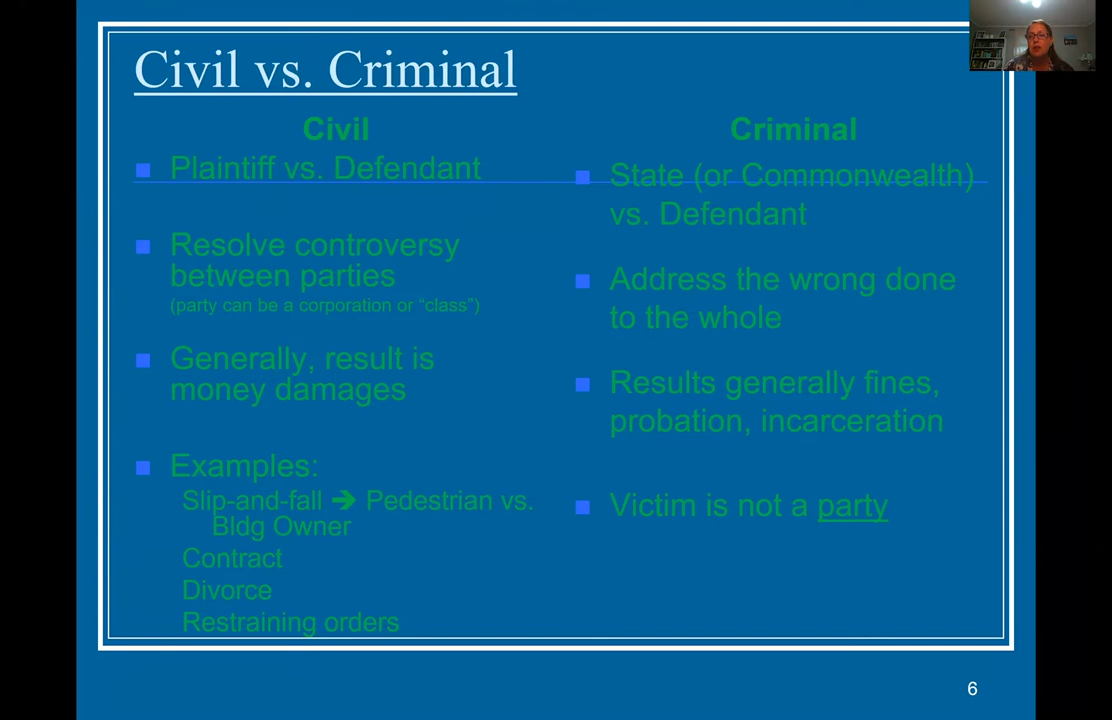 Civil vs. Criminal
Civil
Plaintiff vs. Defendant
Resolve controversy
between parties
(party can be a corporation or “class”)
Generally, result is
money damages
Examples:
Slip-and-fall ➔ Pedestrian vs.
Bldg Owner
Contract
Divorce
Restraining orders
Criminal
State (or Commonwealth)
vs. Defendant
Address the wrong done
to the whole
Results generally fines,
probation, incarceration
Victim is not a party
6